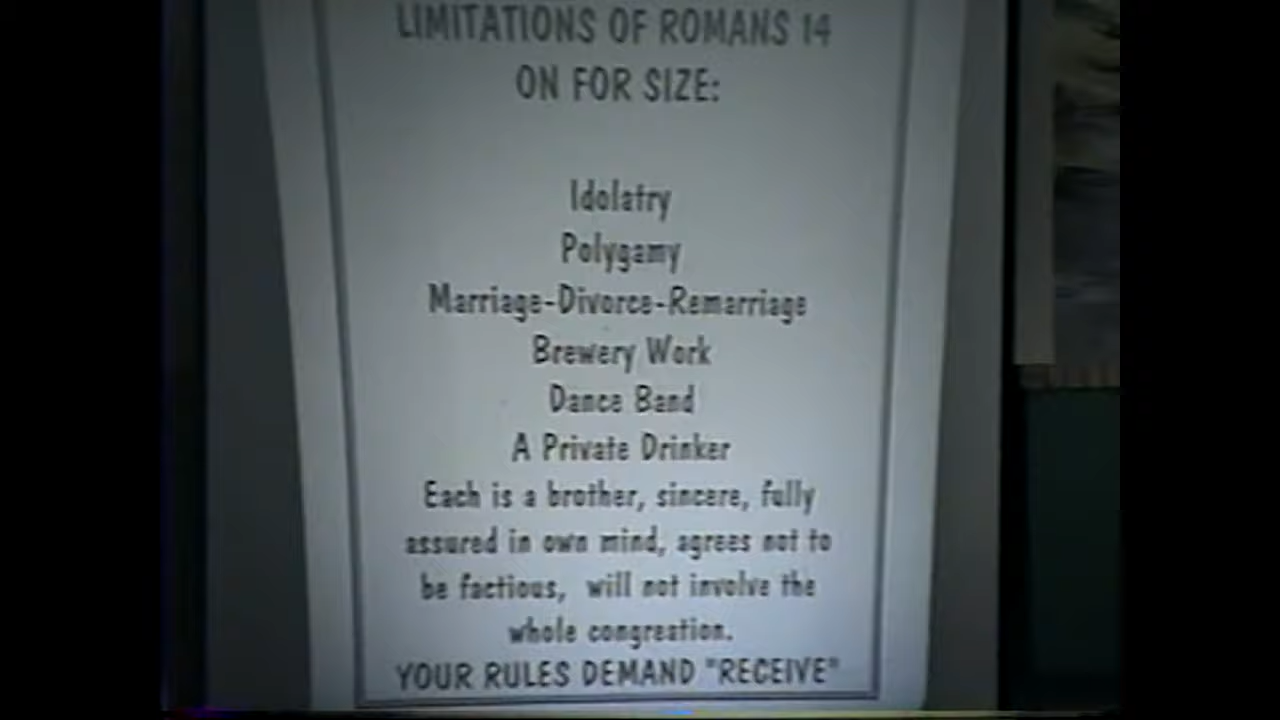 LIMITATIONS OF ROMANS 14
ON FOR SIZE:
Idolatry
Polygamy
Marriage-Divorce-Remarriage
Brewery Work
Dance Band
A Private Drinker
Each is a brother, sincere, fully
assured in own mind, agrees not to
be factious, will not involve the
whole congreation.
YOUR RULES DEMAND "RECEIVE"